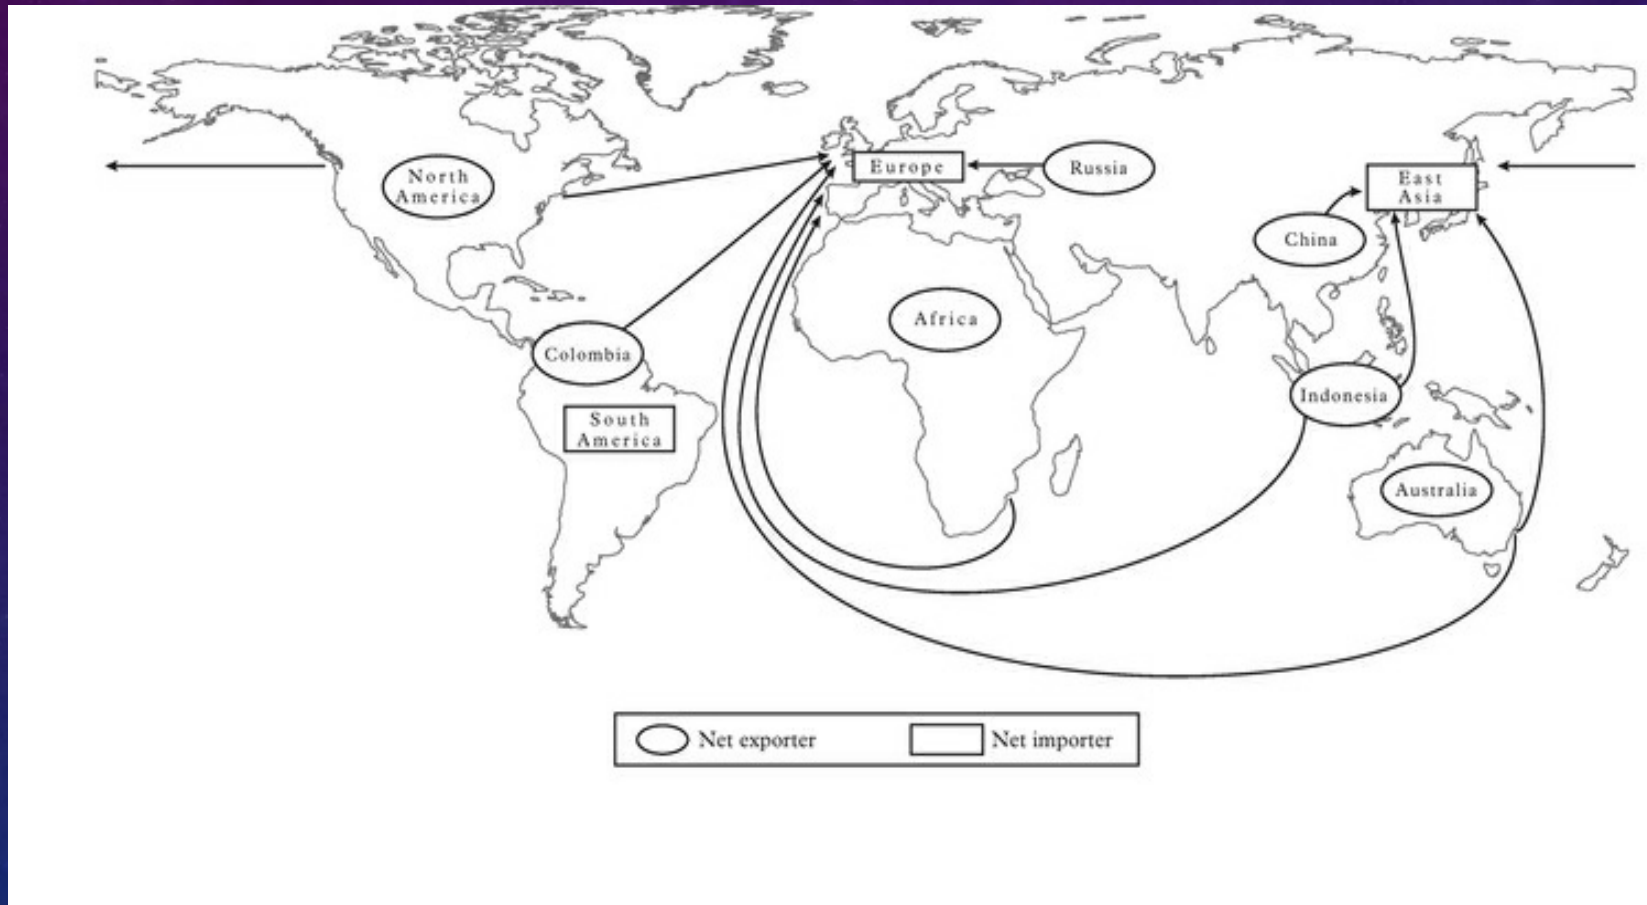 North
America
Europe
Russia
East
Asia
China
Africa
Colombia
South
America
Indonesia
Australia
Net exporter
Net importer